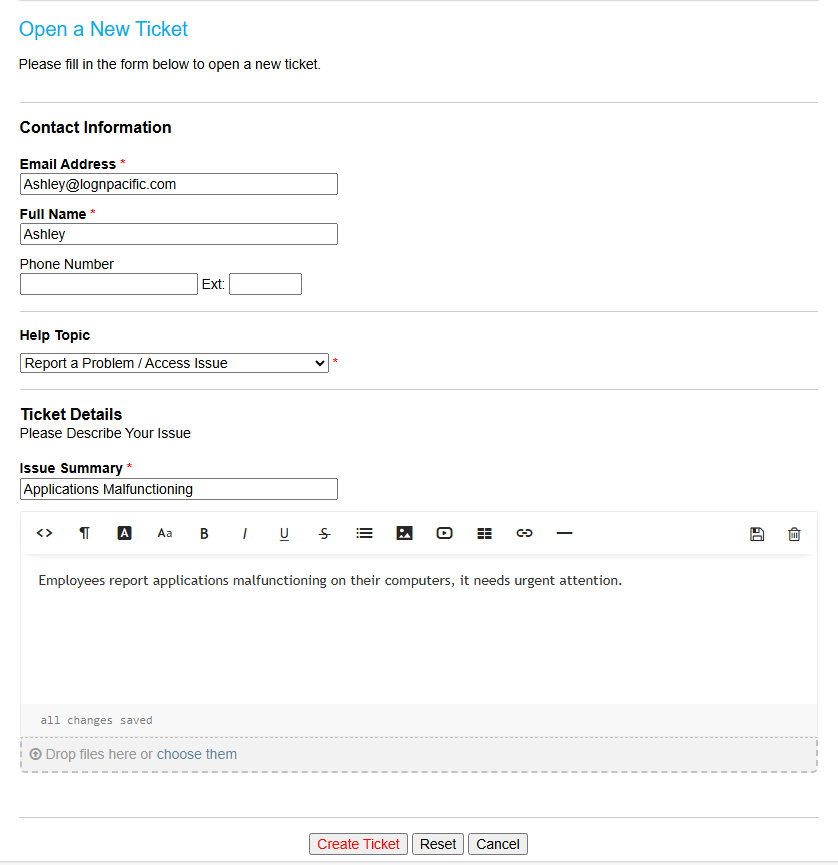 Open a New Ticket
Please fill in the form below to open a new ticket.
Contact Information
Email Address *
Ashley@lognpacific.com
Full Name *
Ashley
Phone Number
Ext:
Help Topic
Report a Problem / Access Issue *
Ticket Details
Please Describe Your Issue
Issue Summary *
Applications Malfunctioning
<> ¶ A Aa B I U S
Employees report applications malfunctioning on their computers, it needs urgent attention.
all changes saved
Drop files here or choose them
Create Ticket Reset Cancel